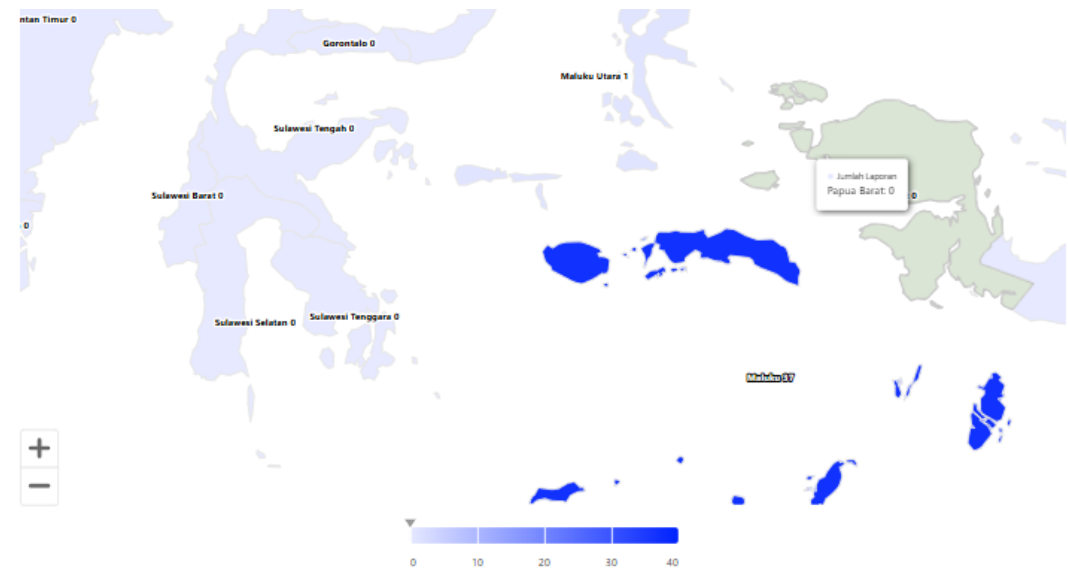 ntan Timur 0
Gorontalo 0
Maluku Utara 1
Sulawesi Tengah 0
Jumlah Laporan
Papua Barat: 0
0
Sulawesi Barat 0
0
Sulawesi Tenggara 0
Sulawesi Selatan 0
Maluku 37
+
−
0 10 20 30 40